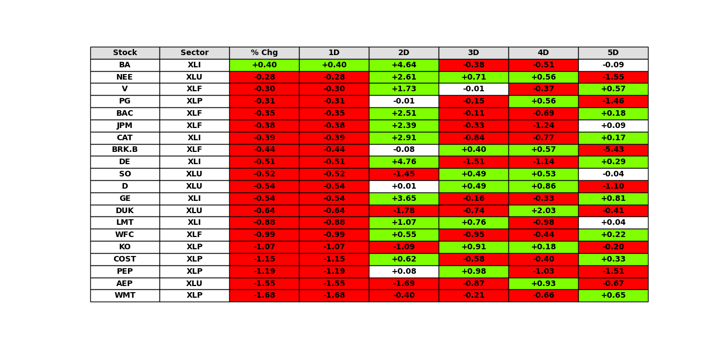 Stock Sector % Chg 1D 2D 3D 4D 5D
BA XLI +0.40 +0.40 +4.64 -0.38 -0.51 -0.09
NEE XLU -0.28 -0.28 +2.61 +0.71 +0.56 -1.55
V XLF -0.30 -0.30 +1.73 -0.01 -0.37 +0.57
PG XLP -0.31 -0.31 -0.01 -0.15 +0.56 -1.46
BAC XLF -0.35 -0.35 +2.51 -0.11 -0.69 +0.18
JPM XLF -0.38 -0.38 +2.39 -0.33 -1.24 +0.09
CAT XLI -0.39 -0.39 +2.91 -0.84 -0.77 +0.17
BRK.B XLF -0.44 -0.44 -0.08 +0.40 +0.57 -5.43
DE XLI -0.51 -0.51 +4.76 -1.51 -1.14 +0.29
SO XLU -0.52 -0.52 -1.45 +0.49 +0.53 -0.04
D XLU -0.54 -0.54 +0.01 +0.49 +0.86 -1.10
GE XLI -0.54 -0.54 +3.65 -0.16 -0.33 +0.81
DUK XLU -0.64 -0.64 -1.78 -0.74 +2.03 -0.41
LMT XLI -0.88 -0.88 +1.07 +0.76 -0.98 +0.04
WFC XLF -0.99 -0.99 +0.55 -0.95 -0.44 +0.22
KO XLP -1.07 -1.07 -1.09 +0.91 +0.18 -0.20
COST XLP -1.15 -1.15 +0.62 -0.58 -0.40 +0.33
PEP XLP -1.19 -1.19 +0.08 +0.98 -1.03 -1.51
AEP XLU -1.55 -1.55 -1.69 -0.87 +0.93 -0.67
WMT XLP -1.68 -1.68 -0.40 -0.21 -0.66 +0.65